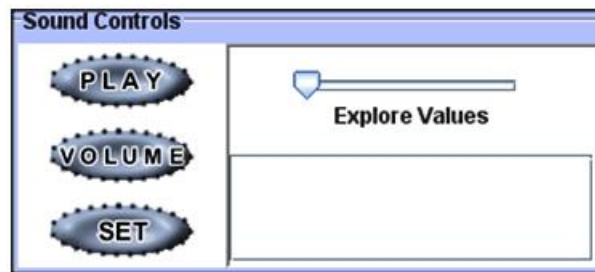 Sound Controls
PLAY
Explore Values
VOLUME
SET